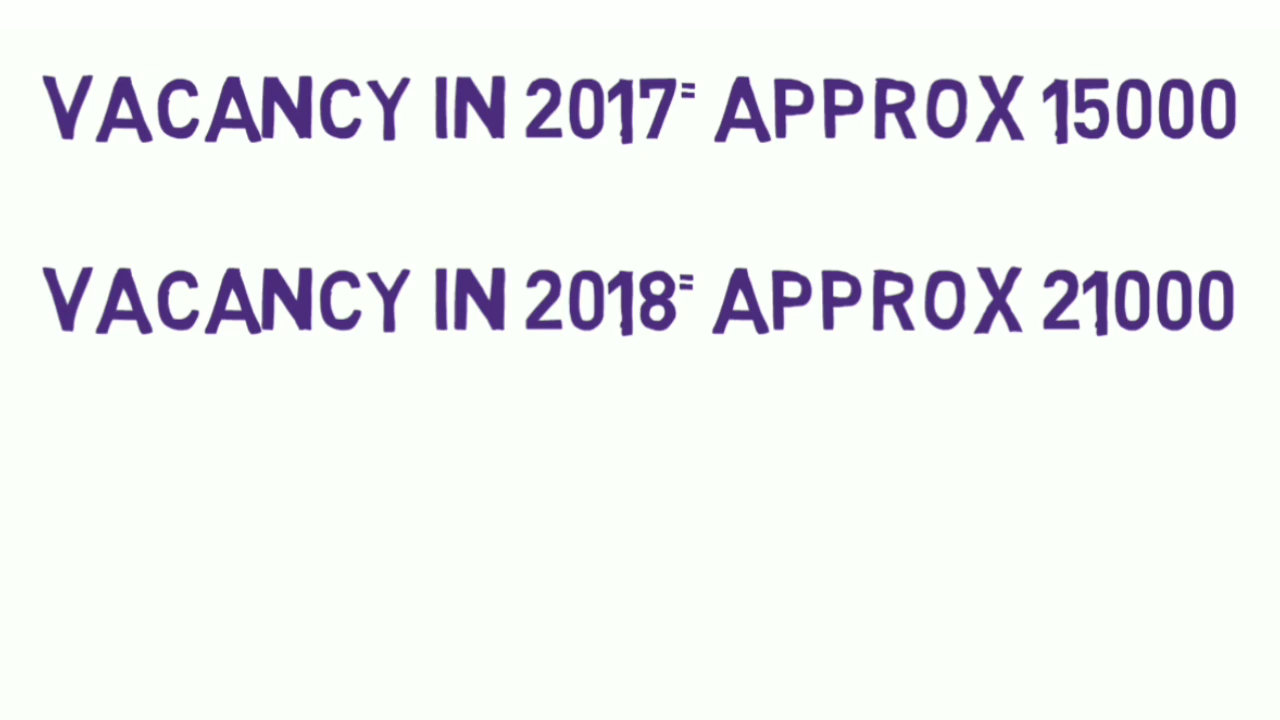 VACANCY IN 2017= APPROX 15000
VACANCY IN 2018= APPROX 21000